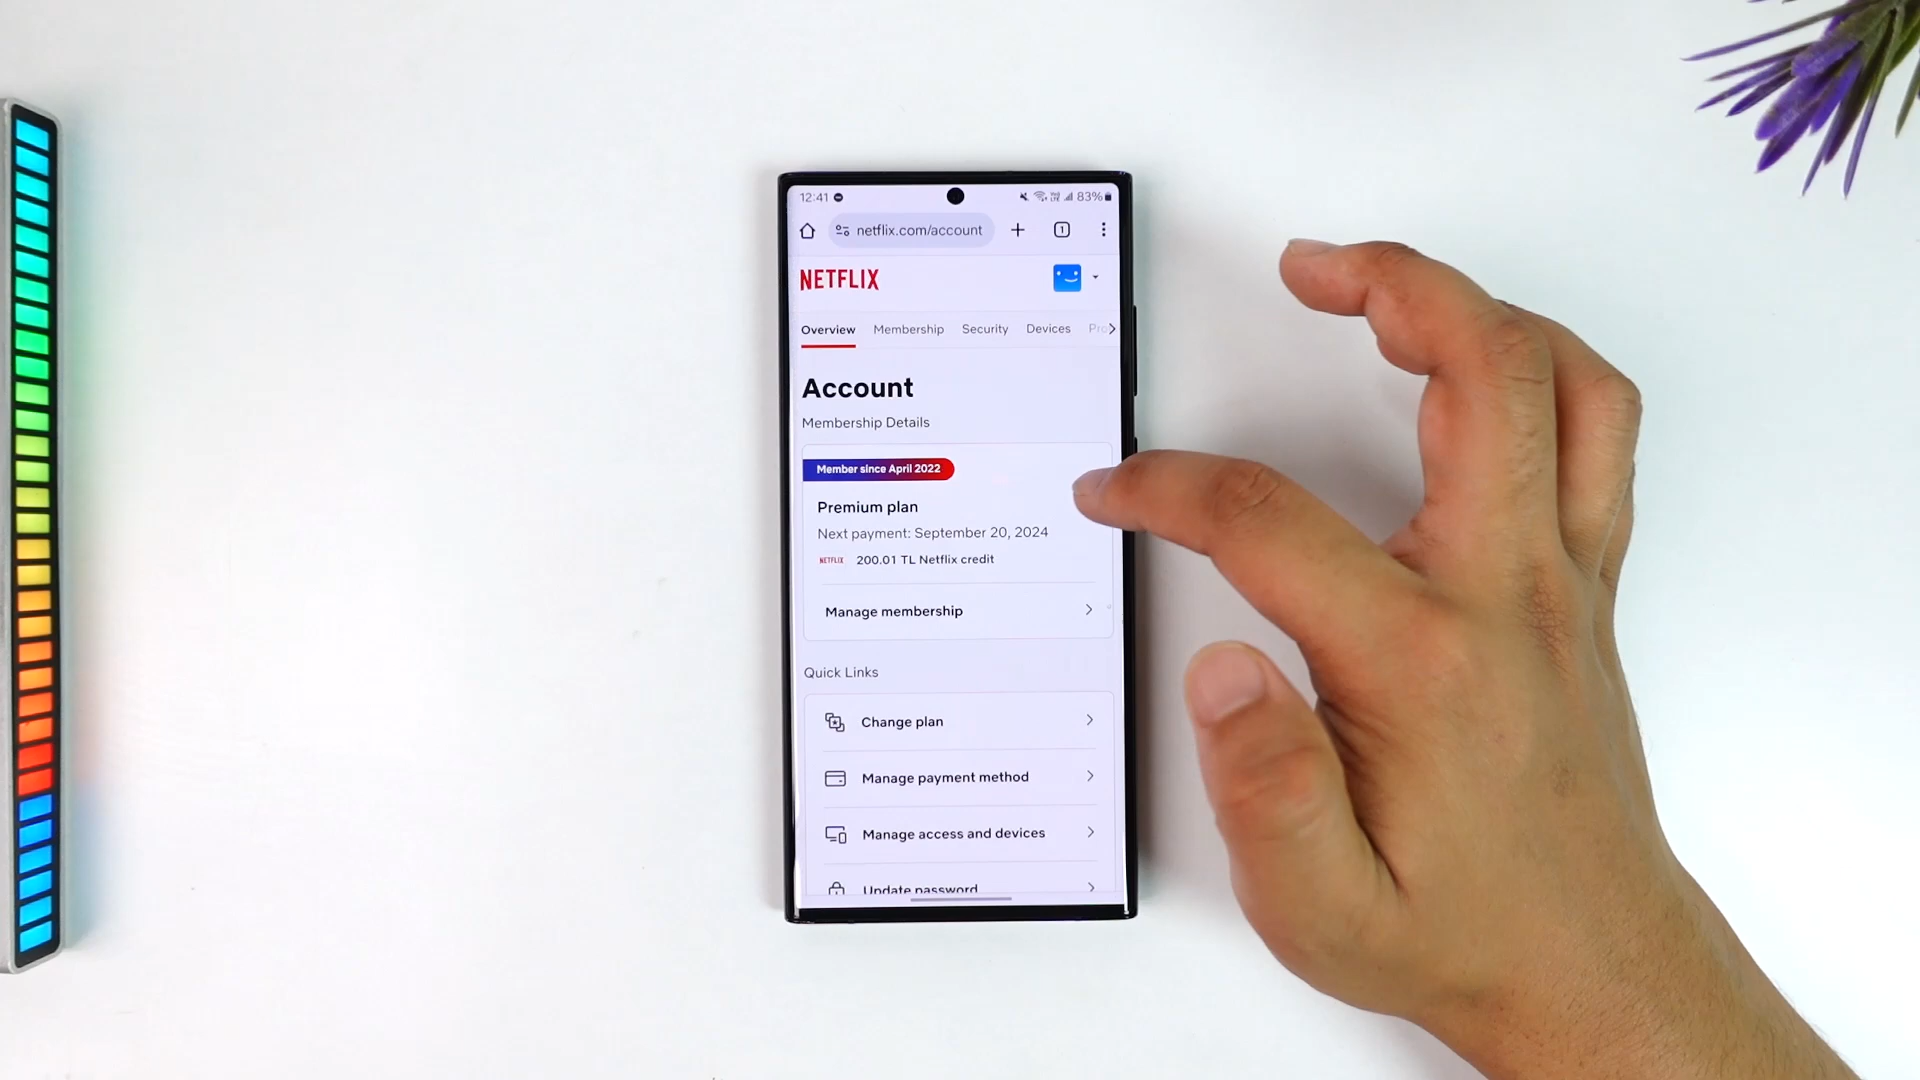 12:41
83%
netflix.com/account
1
NETFLIX
Overview Membership Security Devices Pro
Account
Membership Details
Member since April 2022
Premium plan
Next payment: September 20, 2024
NETFLIX 200.01 TL Netflix credit
Manage membership
Quick Links
Change plan
Manage payment method
Manage access and devices
Update password